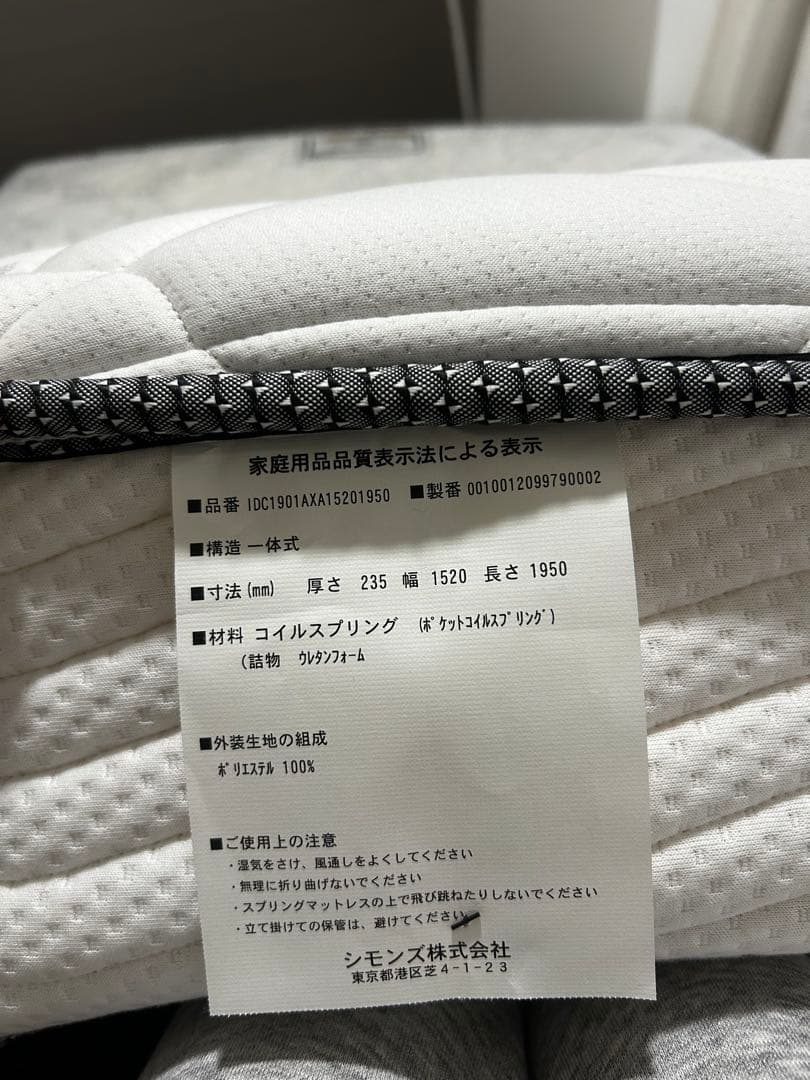 家庭用品品質表示法による表示
■品番 IDC1901AXA15201950 ■製番 0010012099790002
■構造 一体式
■寸法(mm) 厚さ 235 幅 1520 長さ 1950
■材料 コイルスプリング (ﾎﾟｹｯﾄｺｲﾙｽﾌﾟﾘﾝｸﾞ)
(詰物 ｳﾚﾀﾝﾌｫｰﾑ
■外装生地の組成
ﾎﾟﾘｴｽﾃﾙ 100%
■ご使用上の注意
・湿気をさけ、風通しをよくしてください
・無理に折り曲げないでください
・スプリングマットレスの上で飛び跳ねたりしないでください
・立て掛けての保管は、避けてください
シモンズ株式会社
東京都港区芝4-1-23